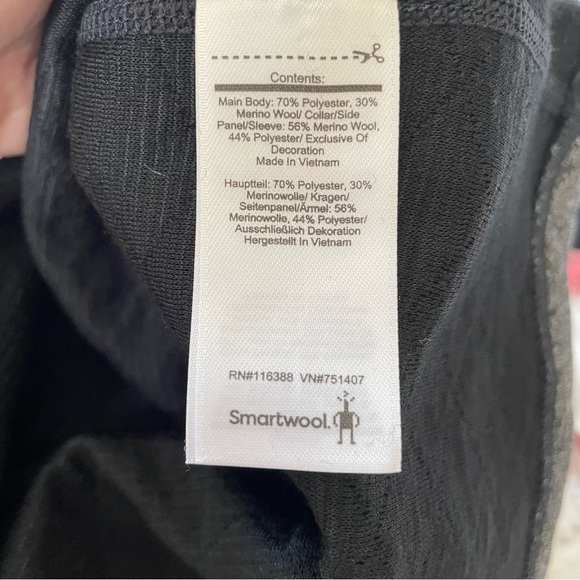 Contents:
Main Body: 70% Polyester, 30%
Merino Wool/ Collar/Side
Panel/Sleeve: 56% Merino Wool,
44% Polyester/ Exclusive Of
Decoration
Made In Vietnam
Hauptteil: 70% Polyester, 30%
Merinowolle/ Kragen/
Seitenpanel/Ärmel: 56%
Merinowolle, 44% Polyester/
Ausschließlich Dekoration
Hergestellt In Vietnam
RN#116388 VN#751407
Smartwool.